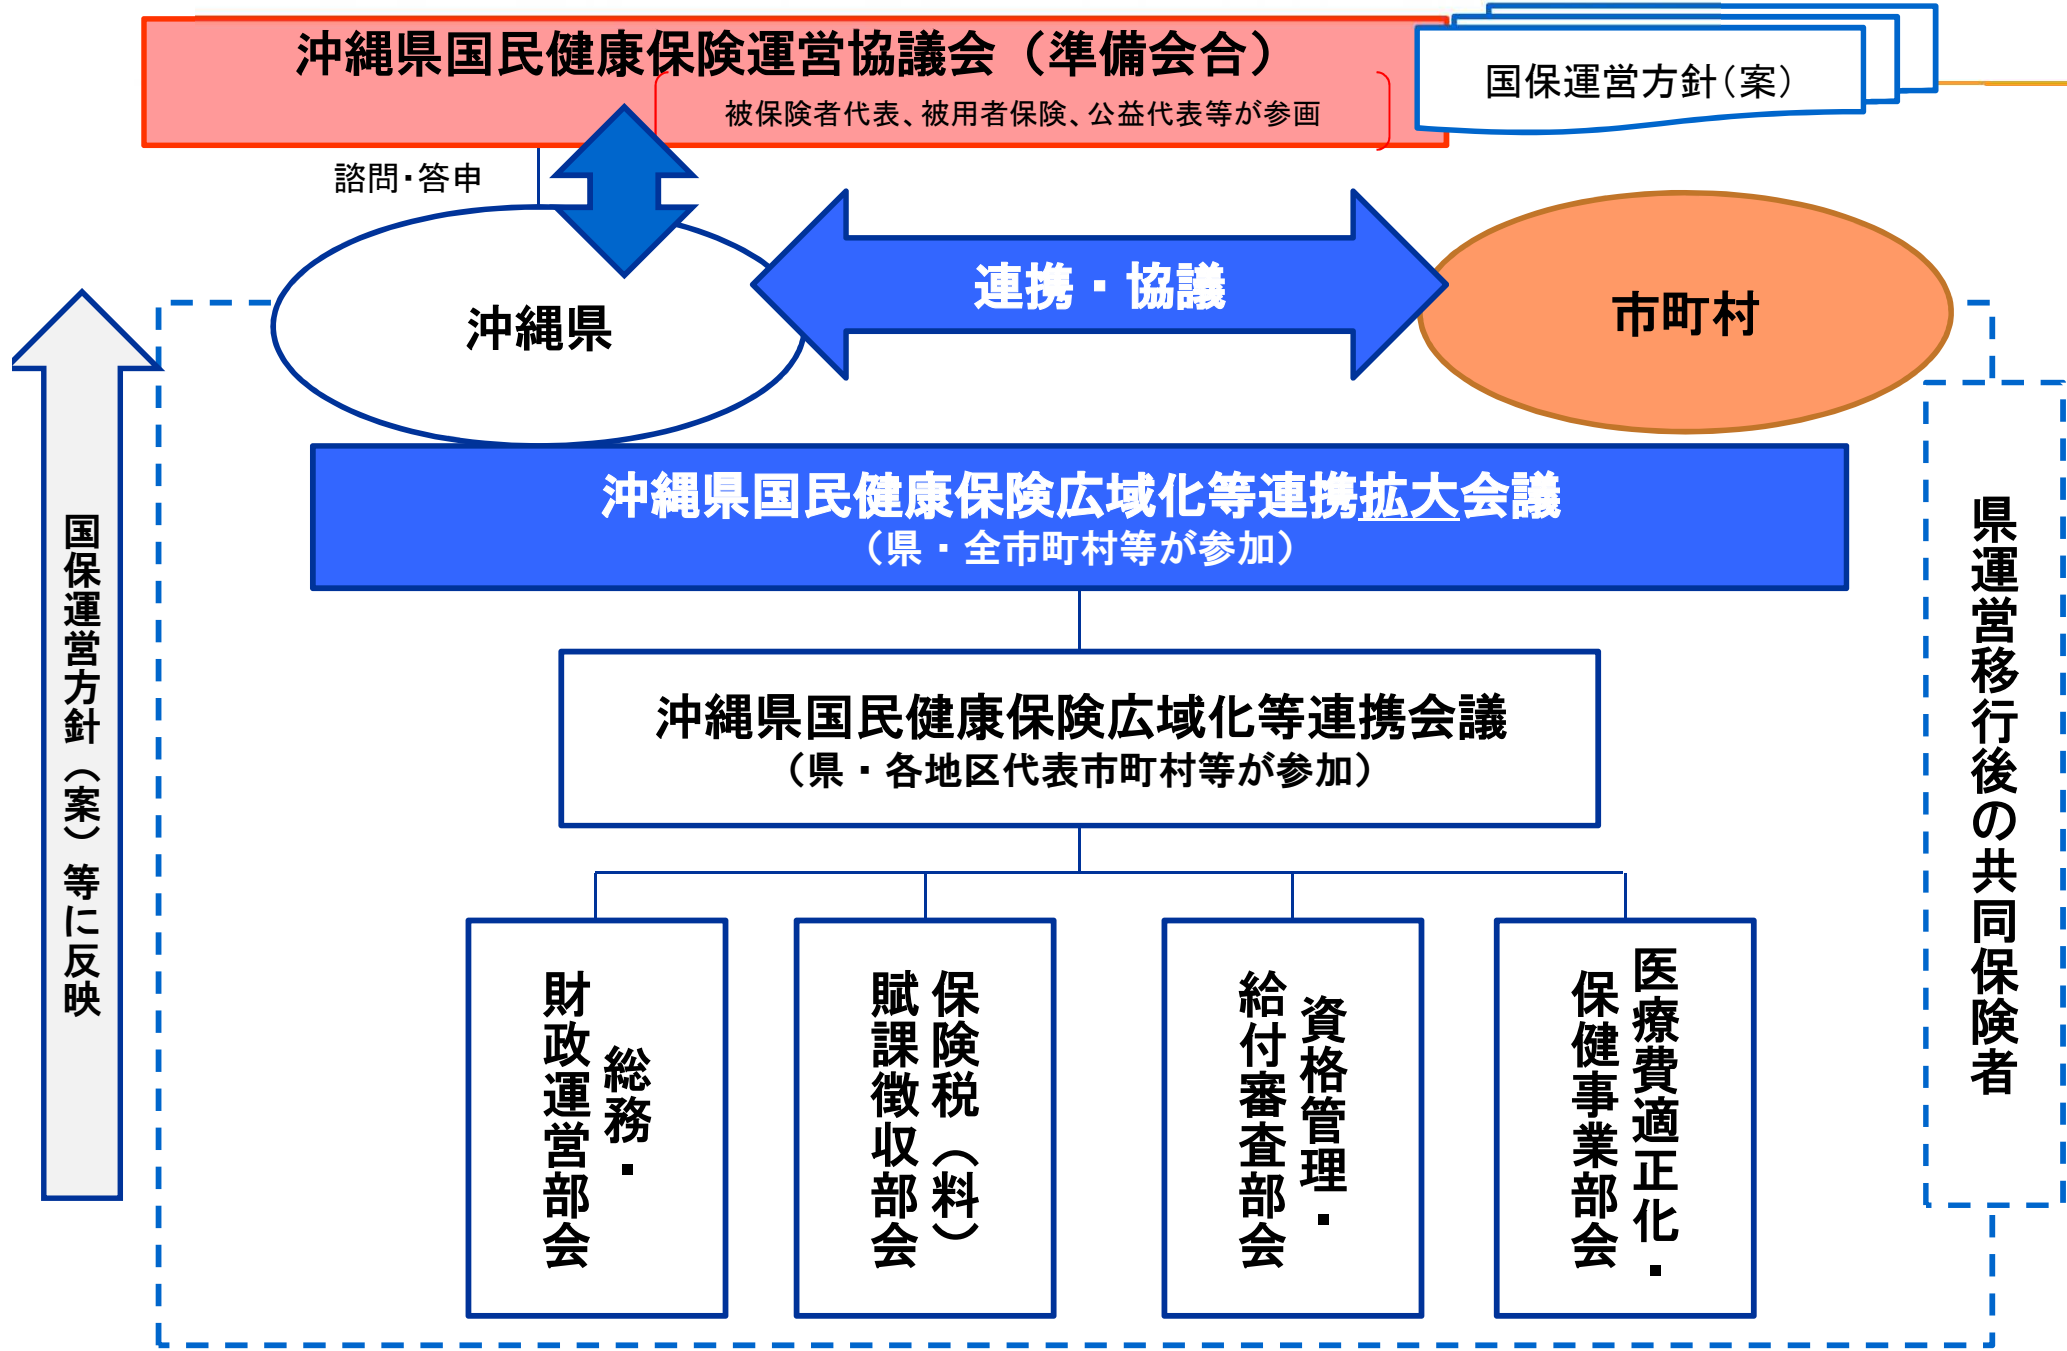 沖縄県国民健康保険運営協議会（準備会合）
被保険者代表、被用者保険、公益代表等が参画
国保運営方針（案）
諮問・答申
沖縄県
連携・協議
市町村
沖縄県国民健康保険広域化等連携拡大会議
（県・全市町村等が参加）
沖縄県国民健康保険広域化等連携会議
（県・各地区代表市町村等が参加）
国保運営方針（案）等に反映
総務・
財政運営部会
保険税（料）
賦課徴収部会
資格管理・
給付審査部会
医療費適正化・
保健事業部会
県運営移行後の共同保険者